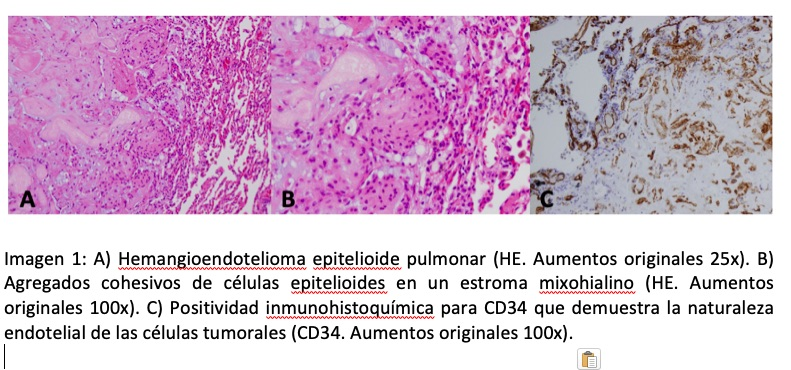 A
B
C
Imagen 1: A) Hemangioendotelioma epitelioide pulmonar (HE. Aumentos originales 25x). B)
Agregados cohesivos de células epitelioides en un estroma mixohialino (HE. Aumentos
originales 100x). C) Positividad inmunohistoquímica para CD34 que demuestra la naturaleza
endotelial de las células tumorales (CD34. Aumentos originales 100x).